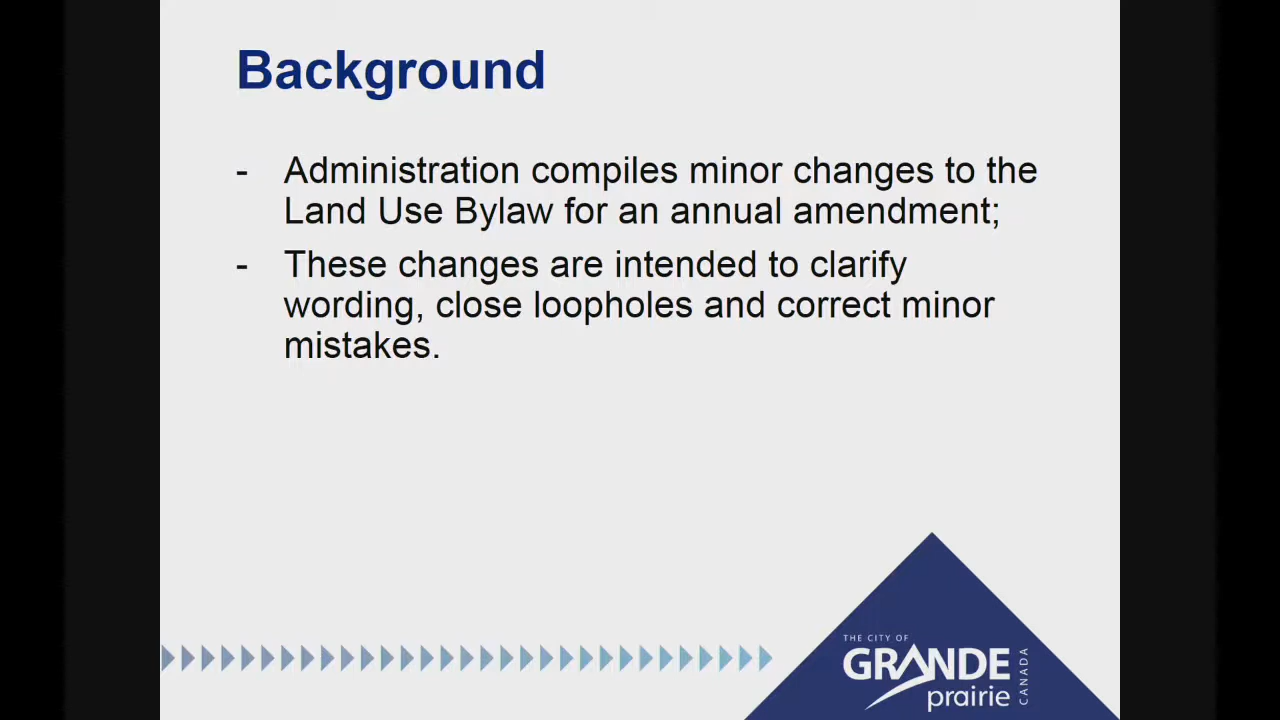 Background
- Administration compiles minor changes to the
Land Use Bylaw for an annual amendment;
- These changes are intended to clarify
wording, close loopholes and correct minor
mistakes.
THE CITY OF
GRANDE
prairie
CANADA